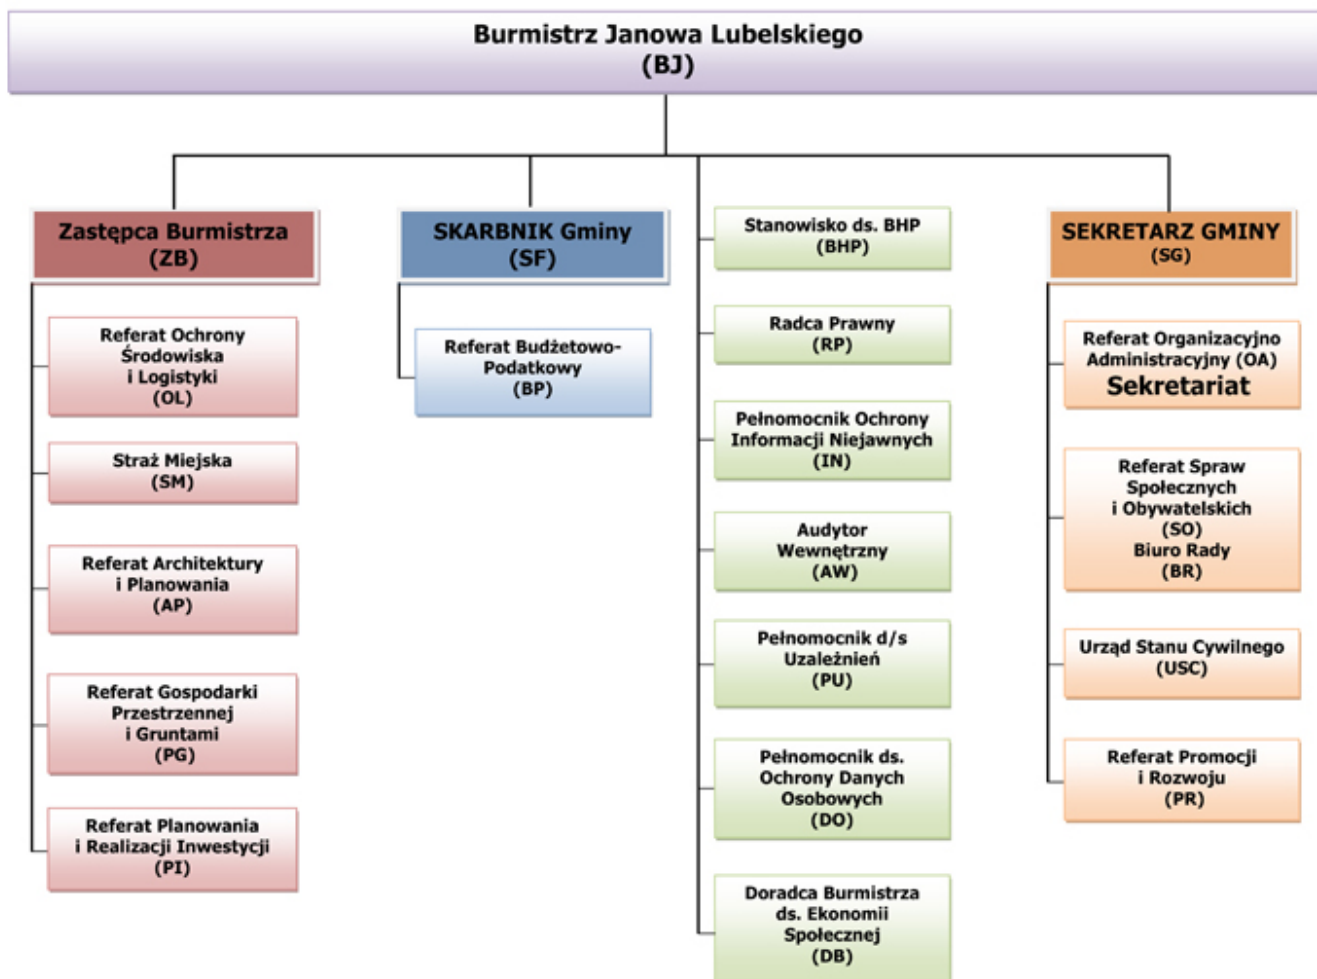 Burmistrz Janowa Lubelskiego
(BJ)
Zastępca Burmistrza
(ZB)
Referat Ochrony
Środowiska
i Logistyki
(OL)
Straż Miejska
(SM)
Referat Architektury
i Planowania
(AP)
Referat Gospodarki
Przestrzennej
i Gruntami
(PG)
Referat Planowania
i Realizacji Inwestycji
(PI)
SKARBNIK Gminy
(SF)
Referat Budżetowo-
Podatkowy
(BP)
Stanowisko ds. BHP
(BHP)
Radca Prawny
(RP)
Pełnomocnik Ochrony
Informacji Niejawnych
(IN)
Audytor
Wewnętrzny
(AW)
Pełnomocnik d/s
Uzależnień
(PU)
Pełnomocnik ds.
Ochrony Danych
Osobowych
(DO)
Doradca Burmistrza
ds. Ekonomii
Społecznej
(DB)
SEKRETARZ GMINY
(SG)
Referat Organizacyjno
Administracyjny (OA)
Sekretariat
Referat Spraw
Społecznych
i Obywatelskich
(SO)
Biuro Rady
(BR)
Urząd Stanu Cywilnego
(USC)
Referat Promocji
i Rozwoju
(PR)